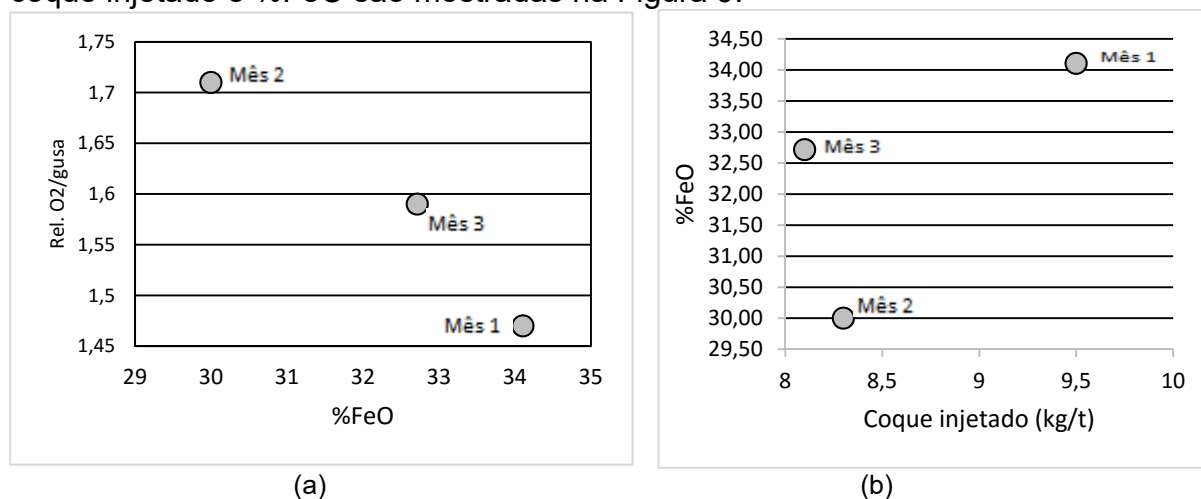 coque injetado e %FeO são mostradas na Figura
1,75
1,7
1,65
1,6
1,55
1,5
1,45
Rel. O2/gusa
Mês 2
Mês 3
Mês 1
29 30 31 32 33 34 35
%FeO
(a)
34,50
34,00
33,50
33,00
32,50
32,00
31,50
31,00
30,50
30,00
29,50
%FeO
Mês 1
Mês 3
Mês 2
8 8,5 9 9,5 10
Coque injetado (kg/t)
(b)